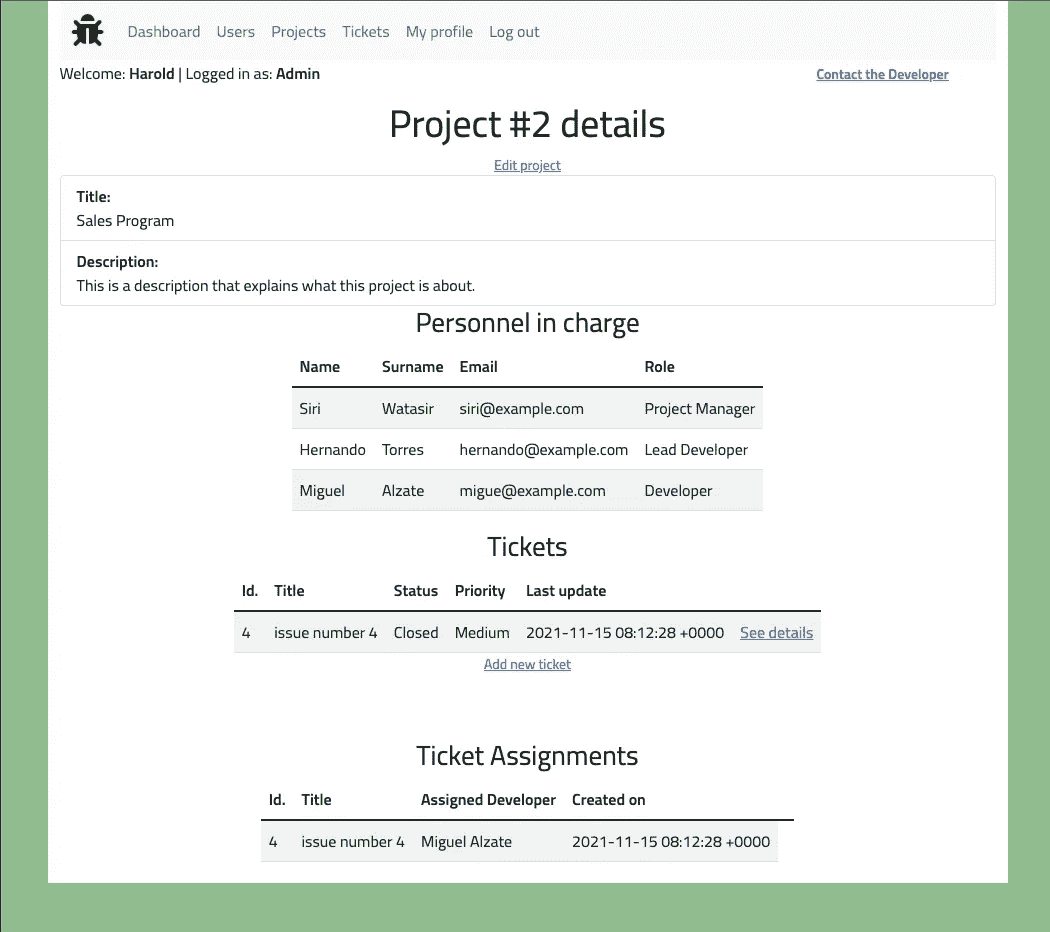 Dashboard Users Projects Tickets My profile Log out
Welcome: Harold | Logged in as: Admin Contact the Developer
Project #2 details
Edit project
Title:
Sales Program
Description:
This is a description that explains what this project is about.
Personnel in charge
Name Surname Email Role
Siri Watasir siri@example.com Project Manager
Hernando Torres hernando@example.com Lead Developer
Miguel Alzate migue@example.com Developer
Tickets
Id. Title Status Priority Last update
4 issue number 4 Closed Medium 2021-11-15 08:12:28 +0000 See details
Add new ticket
Ticket Assignments
Id. Title Assigned Developer Created on
4 issue number 4 Miguel Alzate 2021-11-15 08:12:28 +0000